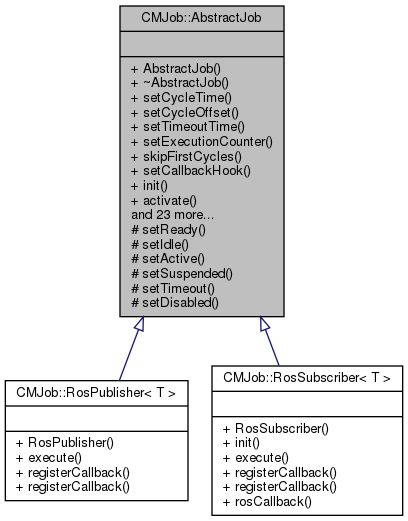 CMJob::AbstractJob
+ AbstractJob()
+ ~AbstractJob()
+ setCycleTime()
+ setCycleOffset()
+ setTimeoutTime()
+ setExecutionCounter()
+ skipFirstCycles()
+ setCallbackHook()
+ init()
+ activate()
and 23 more...
# setReady()
# setIdle()
# setActive()
# setSuspended()
# setTimeout()
# setDisabled()
CMJob::RosPublisher< T >
+ RosPublisher()
+ execute()
+ registerCallback()
+ registerCallback()
CMJob::RosSubscriber< T >
+ RosSubscriber()
+ init()
+ execute()
+ registerCallback()
+ registerCallback()
+ rosCallback()